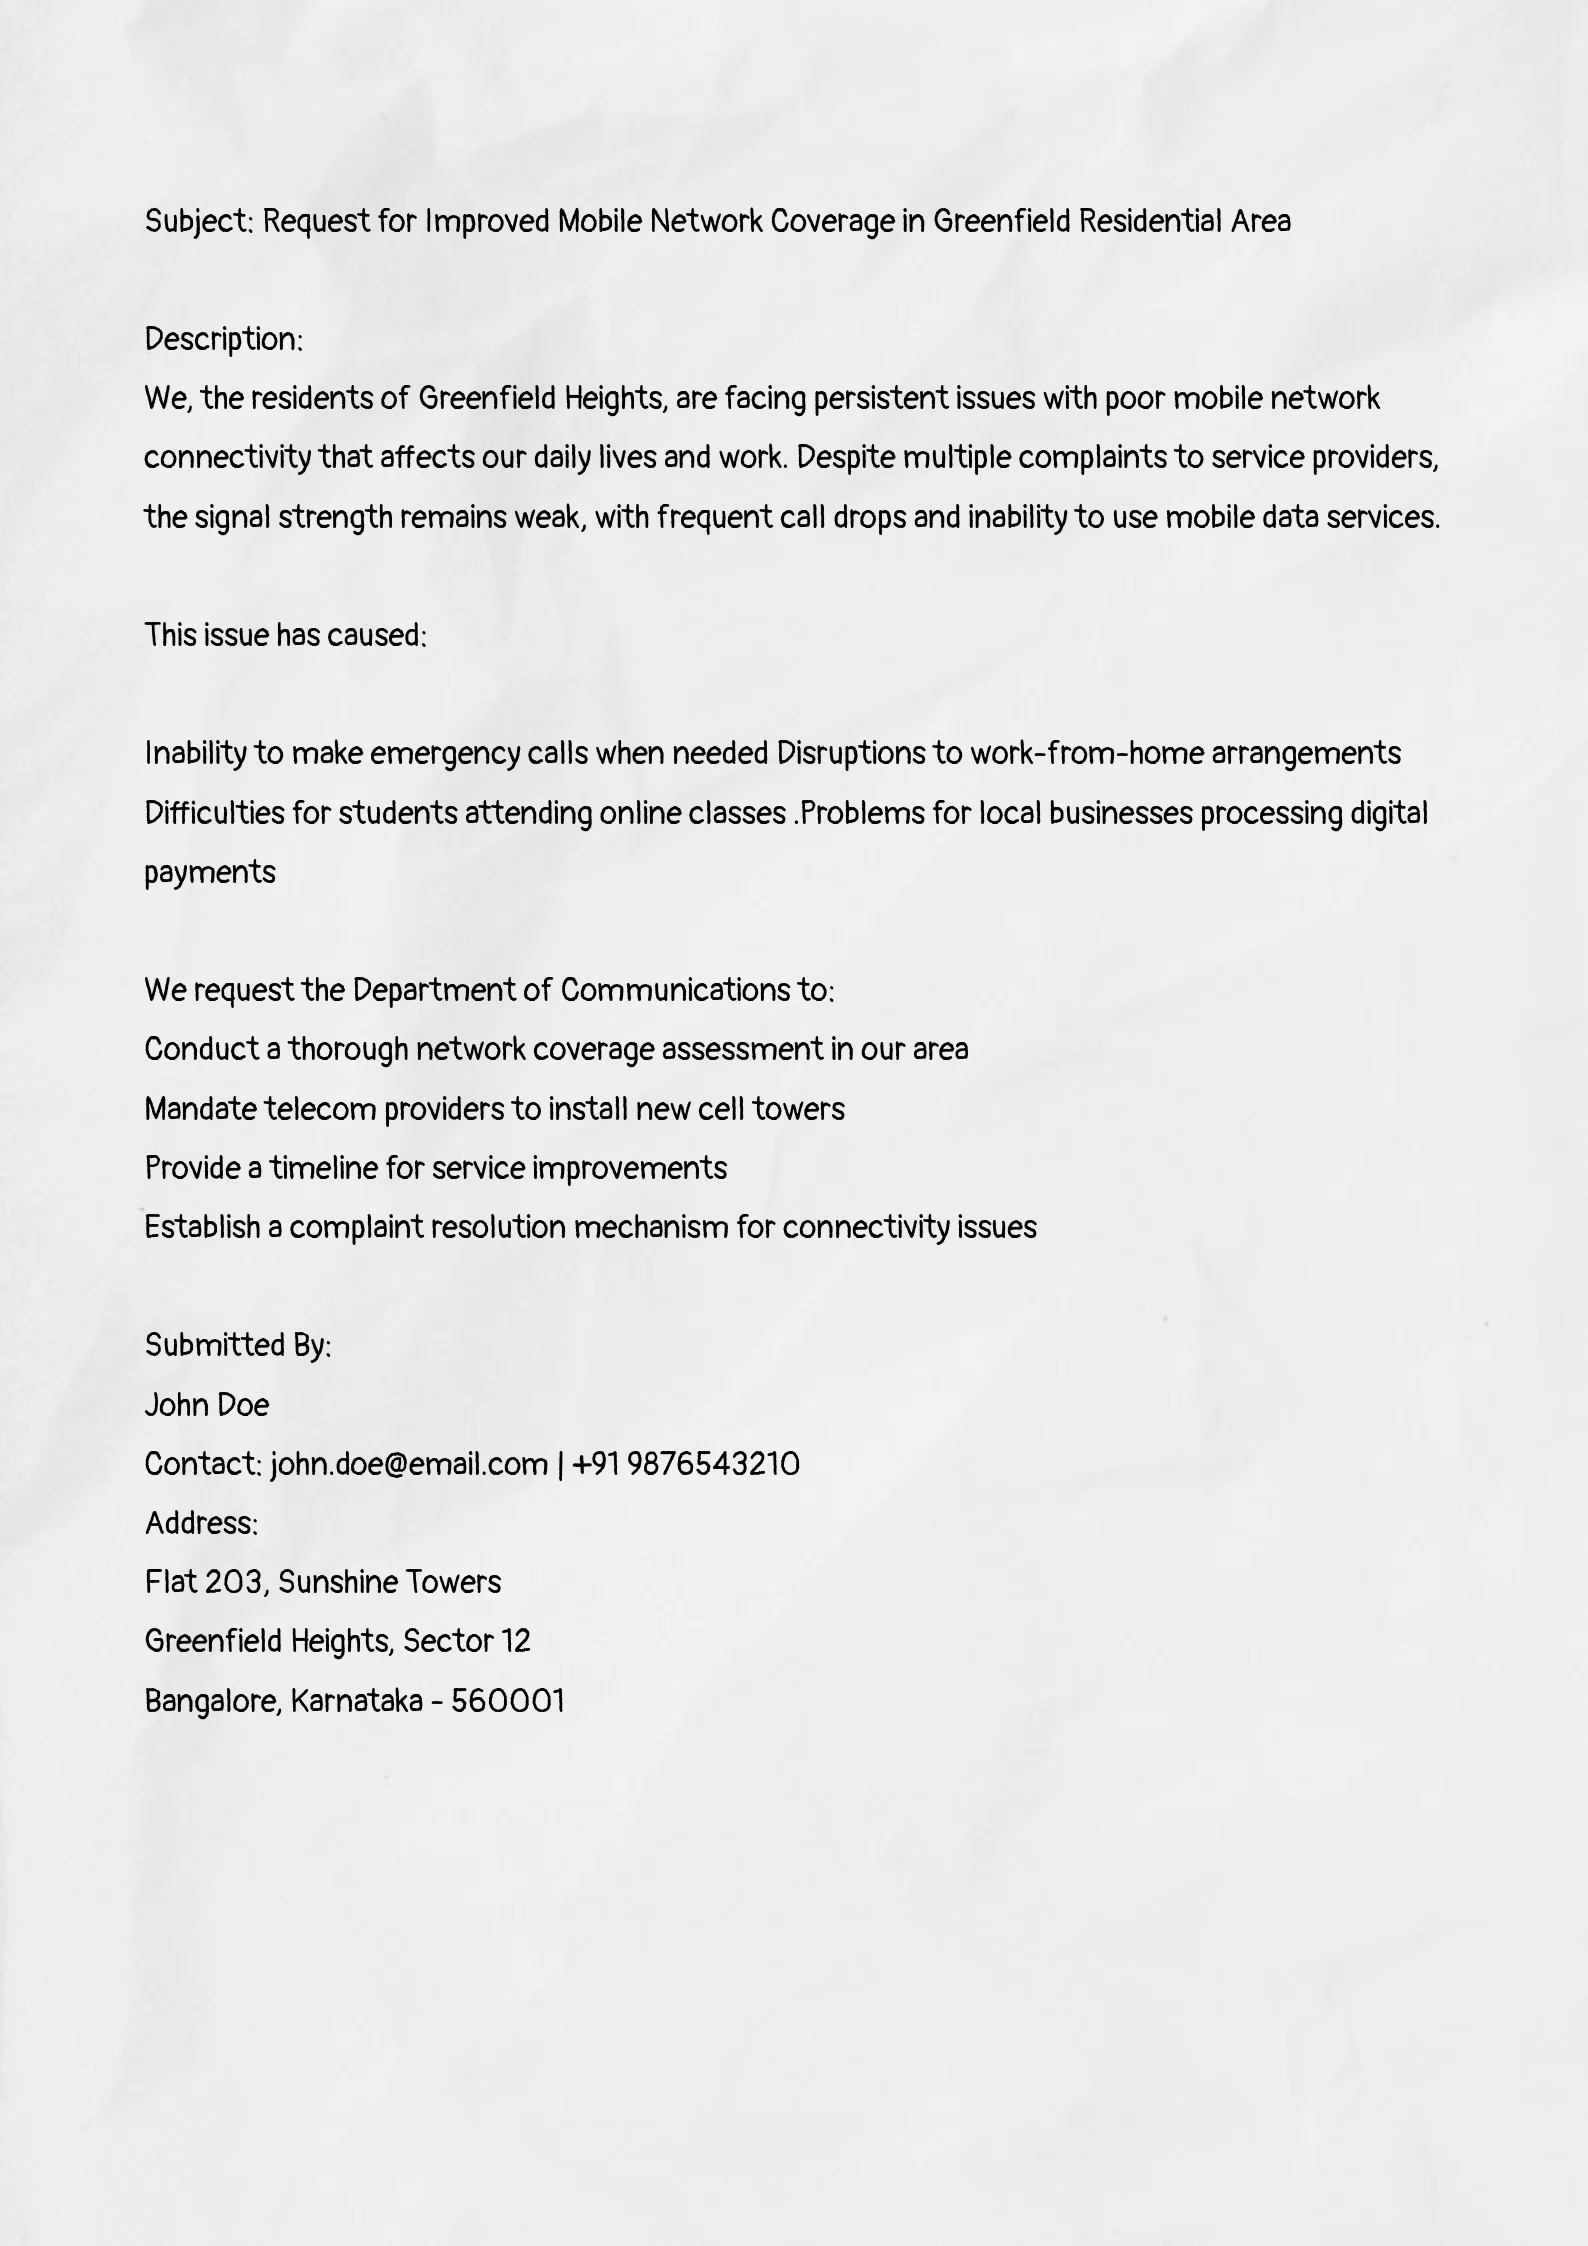 Subject: Request for Improved Mobile Network Coverage in Greenfield Residential Area
Description:
We, the residents of Greenfield Heights, are facing persistent issues with poor mobile network
connectivity that affects our daily lives and work. Despite multiple complaints to service providers,
the signal strength remains weak, with frequent call drops and inability to use mobile data services.
This issue has caused:
Inability to make emergency calls when needed Disruptions to work-from-home arrangements
Difficulties for students attending online classes .Problems for local businesses processing digital
payments
We request the Department of Communications to:
Conduct a thorough network coverage assessment in our area
Mandate telecom providers to install new cell towers
Provide a timeline for service improvements
Establish a complaint resolution mechanism for connectivity issues
Submitted By:
John Doe
Contact: john.doe@email.com | +91 9876543210
Address:
Flat 203, Sunshine Towers
Greenfield Heights, Sector 12
Bangalore, Karnataka - 560001